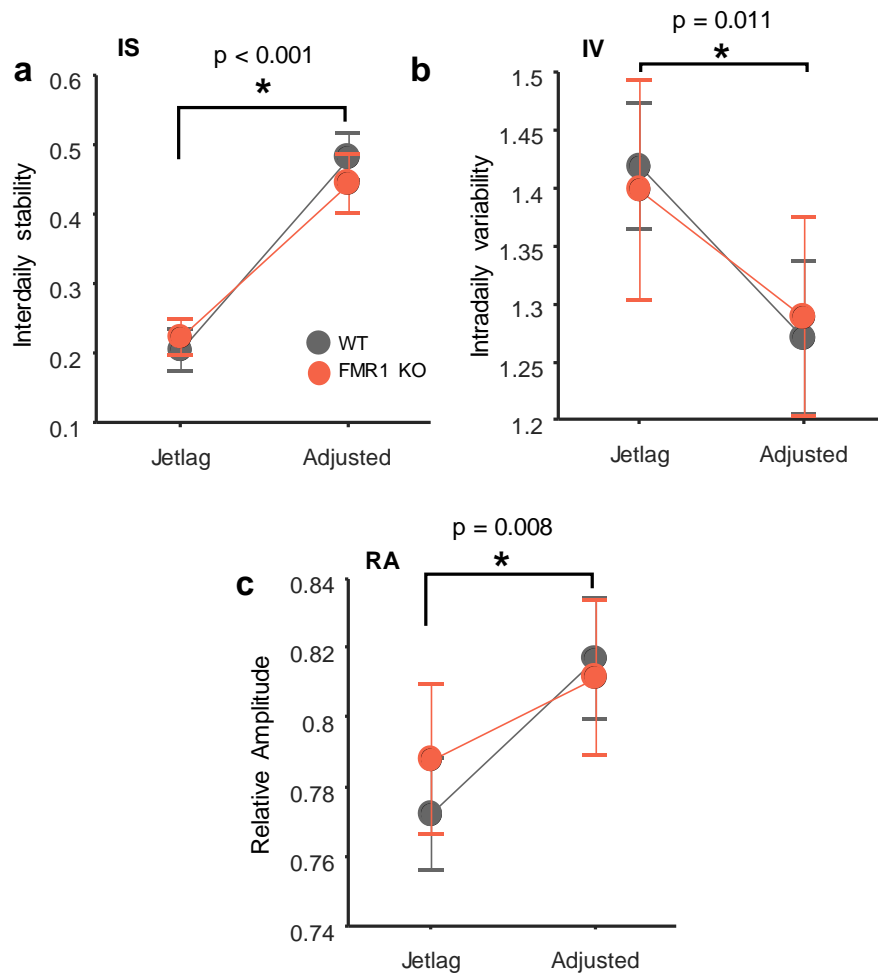 a
IS
p < 0.001
*
Interdaily stability
0.6
0.5
0.4
0.3
0.2
0.1
WT
FMR1 KO
Jetlag
Adjusted
b
IV
p = 0.011
*
Intradaily variability
1.5
1.45
1.4
1.35
1.3
1.25
1.2
Jetlag
Adjusted
c
RA
p = 0.008
*
Relative Amplitude
0.84
0.82
0.8
0.78
0.76
0.74
Jetlag
Adjusted